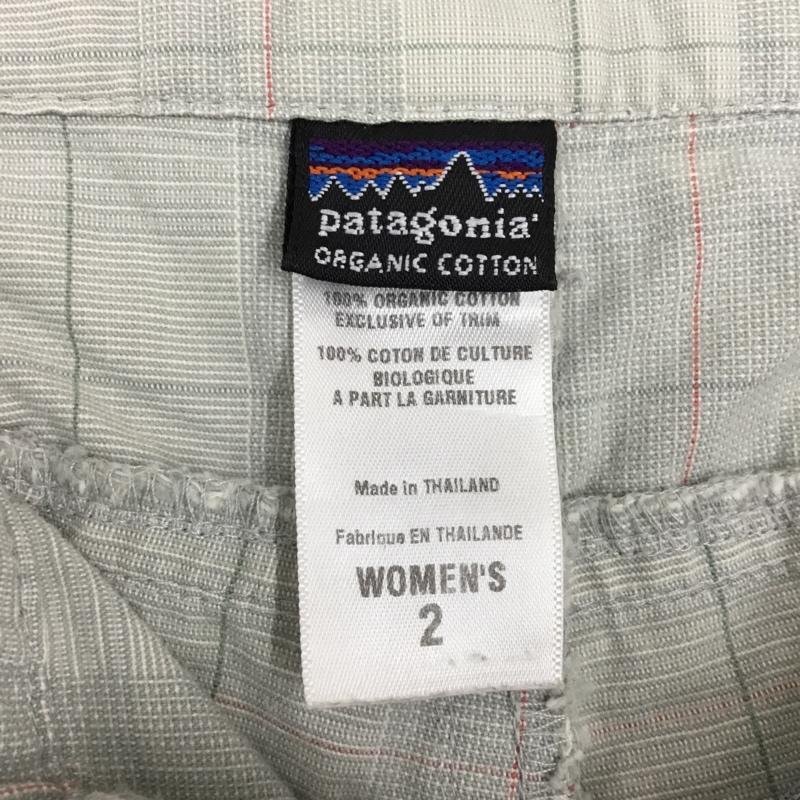 patagonia
ORGANIC COTTON
100% ORGANIC COTTON
EXCLUSIVE OF TRIM
100% COTON DE CULTURE
BIOLOGIQUE
A PART LA GARNITURE
Made in THAILAND
Fabrique EN THAILANDE
WOMEN'S
2